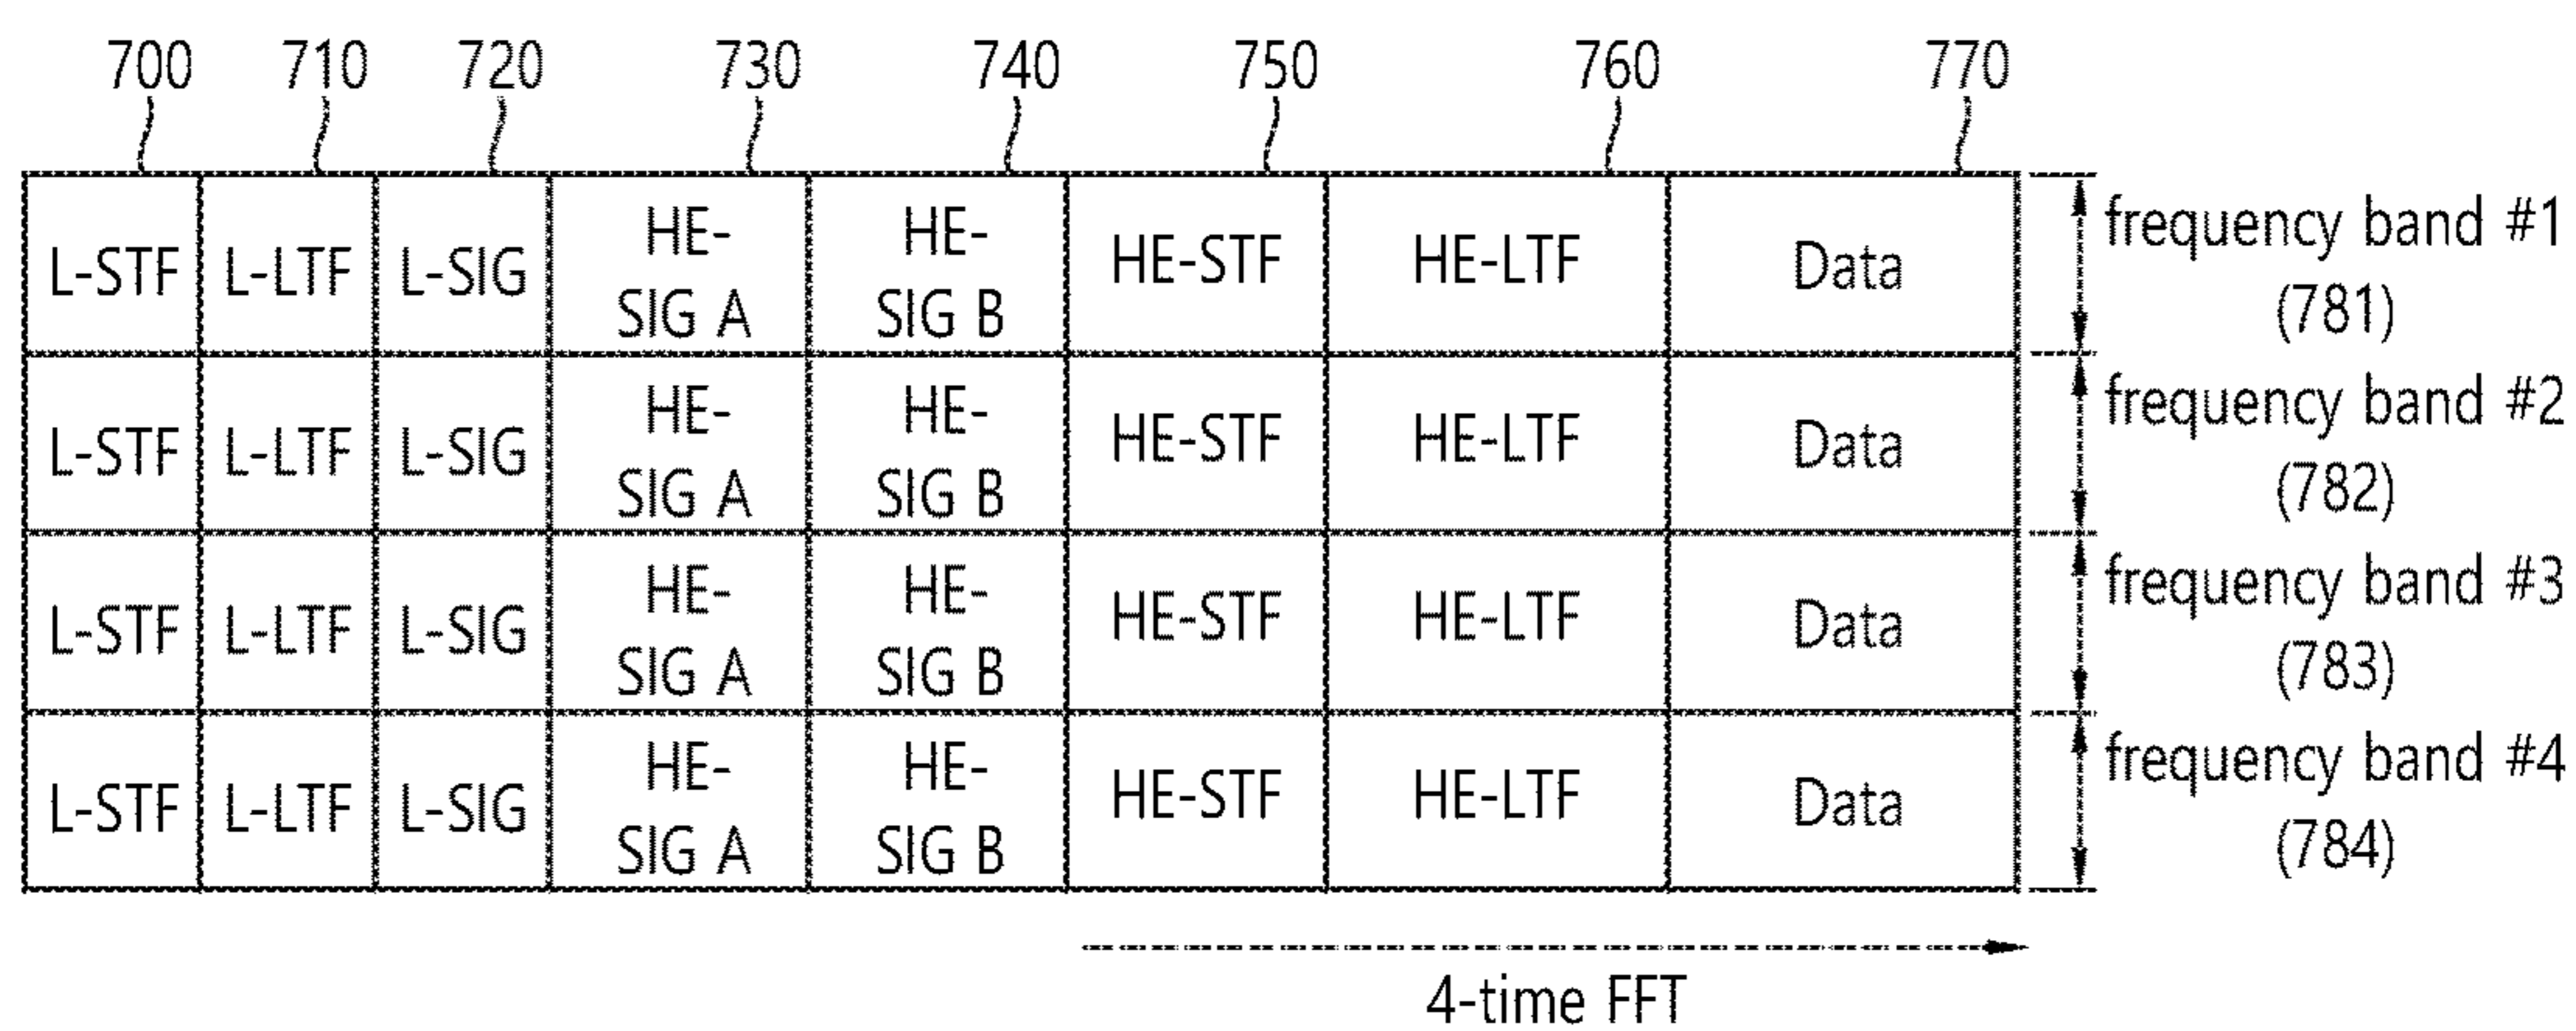 700 710 720 730 740 750 760 770
L-STF L-LTF L-SIG HE-SIG A HE-SIG B HE-STF HE-LTF Data frequency band #1 (781)
L-STF L-LTF L-SIG HE-SIG A HE-SIG B HE-STF HE-LTF Data frequency band #2 (782)
L-STF L-LTF L-SIG HE-SIG A HE-SIG B HE-STF HE-LTF Data frequency band #3 (783)
L-STF L-LTF L-SIG HE-SIG A HE-SIG B HE-STF HE-LTF Data frequency band #4 (784)
4-time FFT